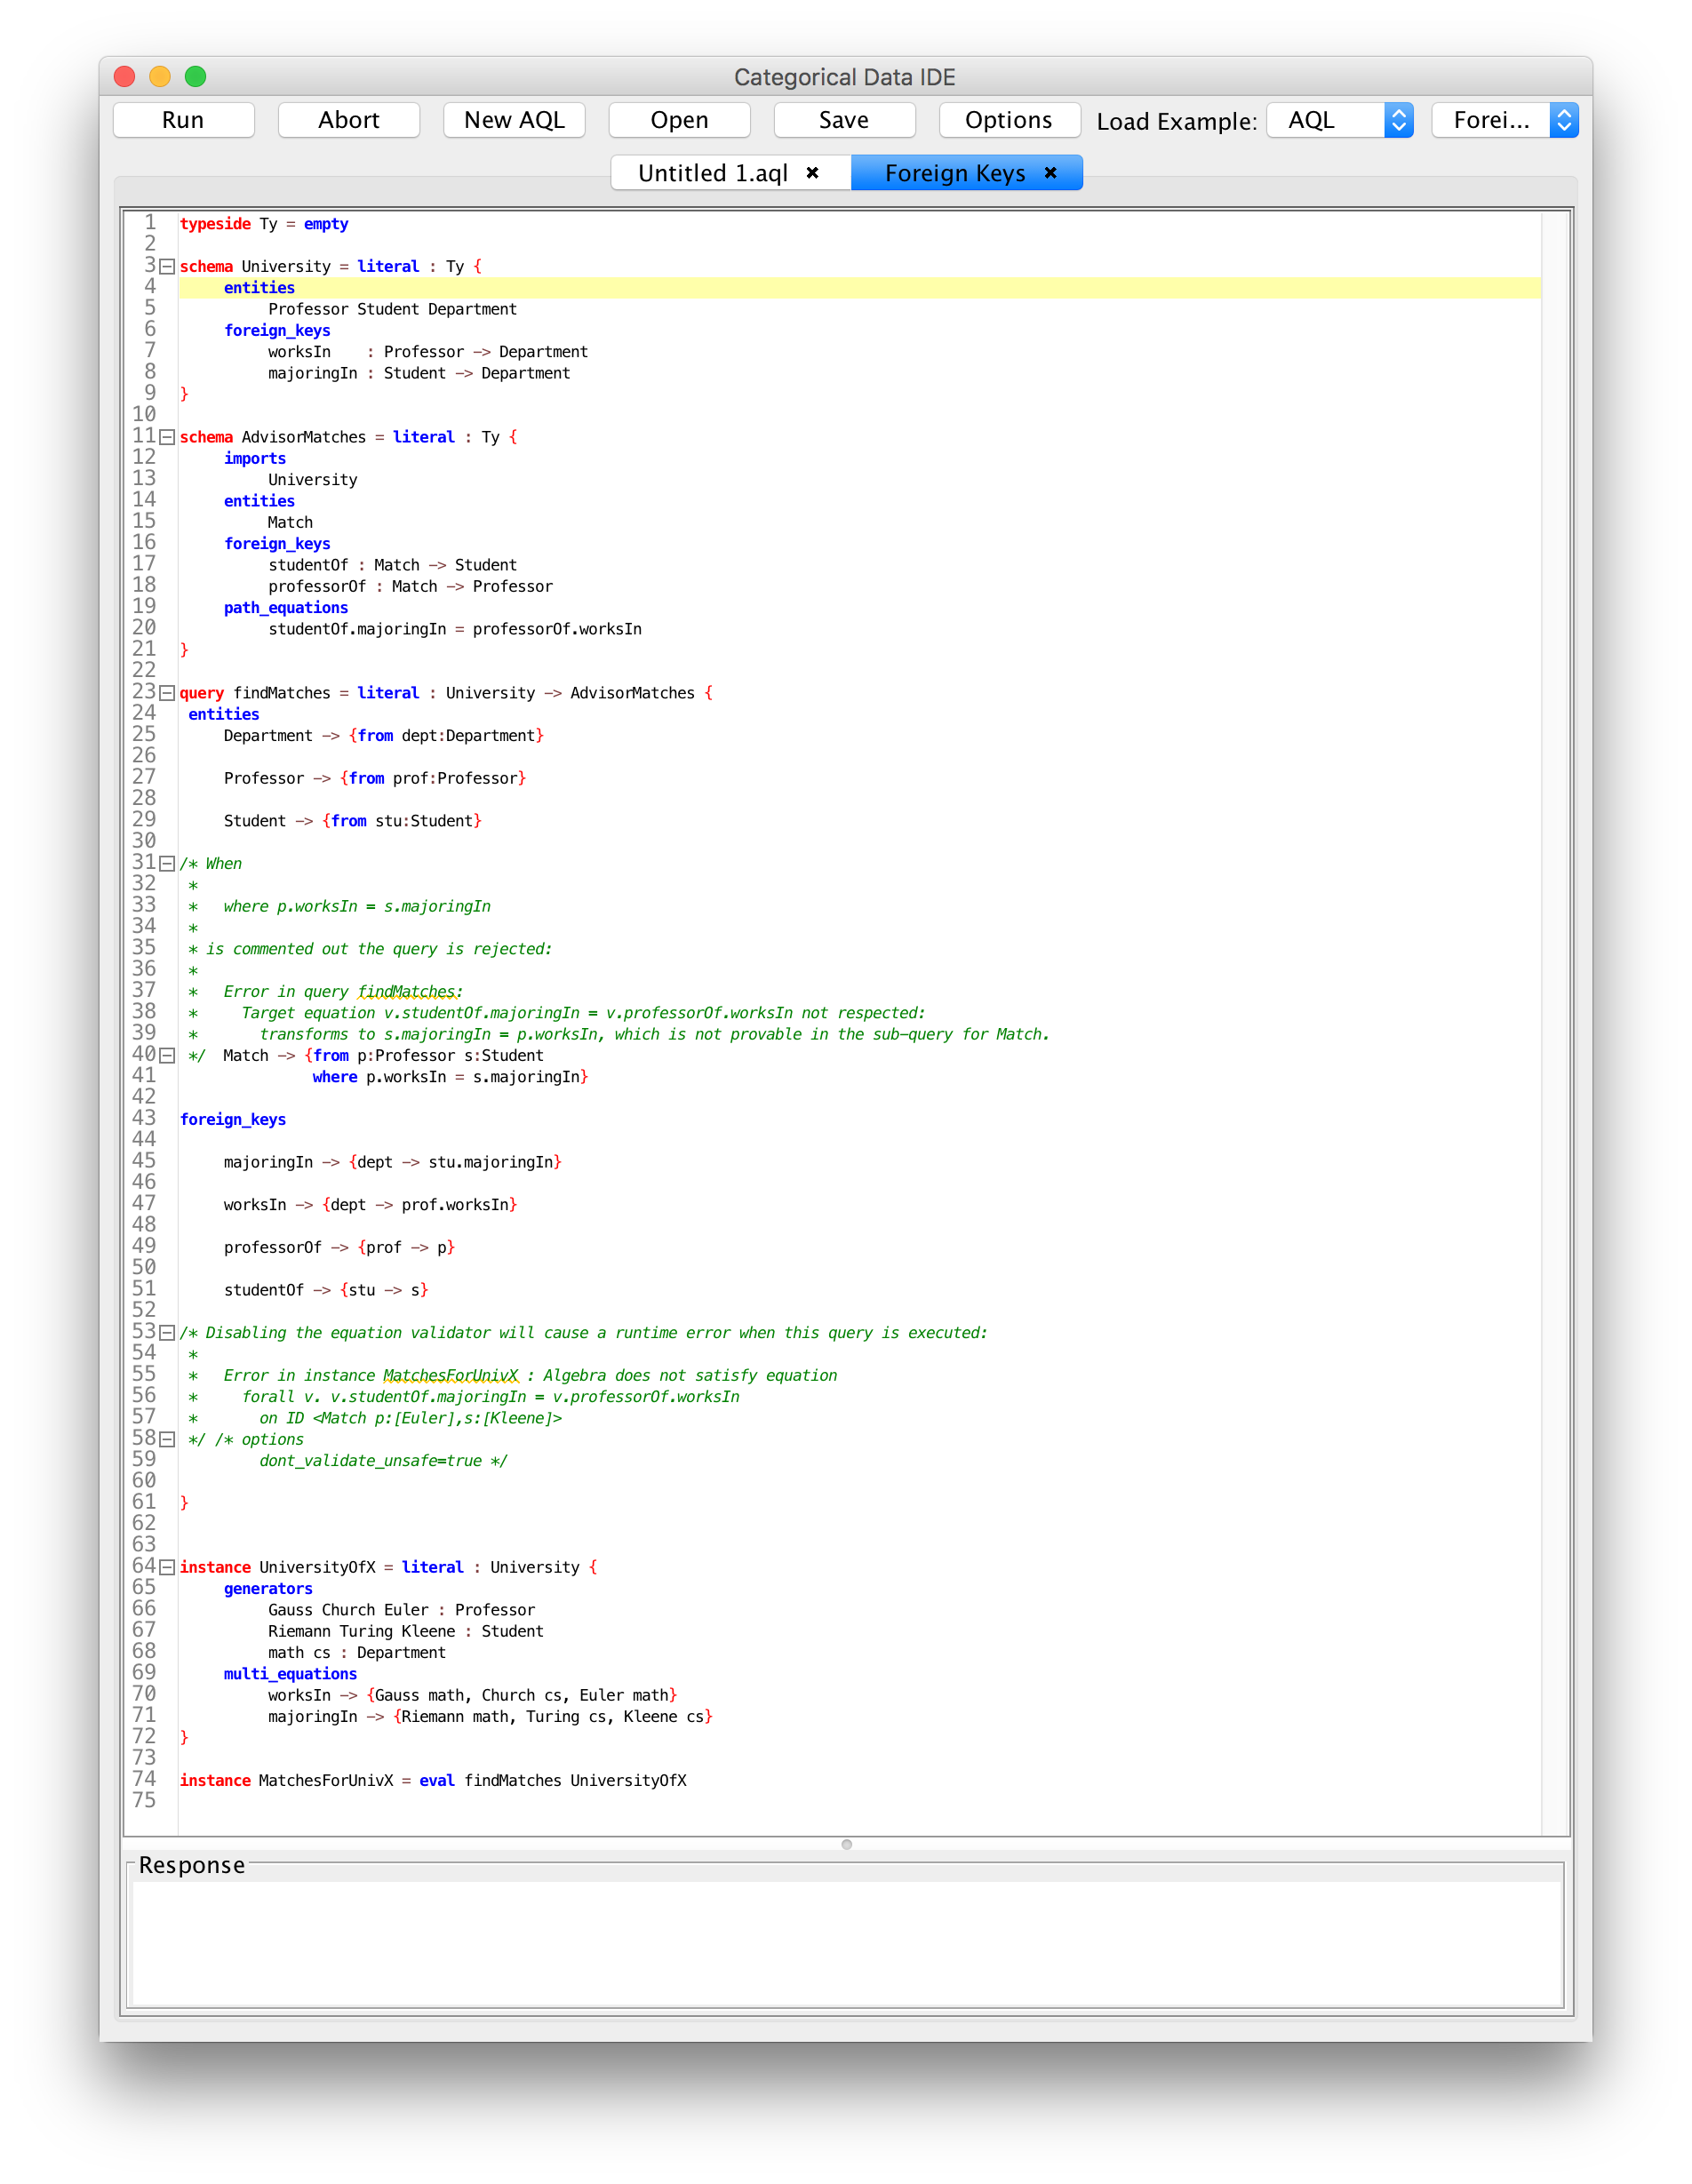 Categorical Data IDE
Run Abort New AQL Open Save Options Load Example: AQL Forei...
Untitled 1.aql ✖ Foreign Keys ✖
1 typeside Ty = empty
2
3 schema University = literal : Ty {
4 entities
5 Professor Student Department
6 foreign_keys
7 worksIn    : Professor -> Department
8 majoringIn : Student -> Department
9 }
10
11 schema AdvisorMatches = literal : Ty {
12 imports
13 University
14 entities
15 Match
16 foreign_keys
17 studentOf : Match -> Student
18 professorOf : Match -> Professor
19 path_equations
20 studentOf.majoringIn = professorOf.worksIn
21 }
22
23 query findMatches = literal : University -> AdvisorMatches {
24 entities
25 Department -> {from dept:Department}
26
27 Professor -> {from prof:Professor}
28
29 Student -> {from stu:Student}
30
31 /* When
32 *
33 *   where p.worksIn = s.majoringIn
34 *
35 * is commented out the query is rejected:
36 *
37 *   Error in query findMatches:
38 *     Target equation v.studentOf.majoringIn = v.professorOf.worksIn not respected:
39 *       transforms to s.majoringIn = p.worksIn, which is not provable in the sub-query for Match.
40 */  Match -> {from p:Professor s:Student
41 where p.worksIn = s.majoringIn}
42
43 foreign_keys
44
45 majoringIn -> {dept -> stu.majoringIn}
46
47 worksIn -> {dept -> prof.worksIn}
48
49 professorOf -> {prof -> p}
50
51 studentOf -> {stu -> s}
52
53 /* Disabling the equation validator will cause a runtime error when this query is executed:
54 *
55 *   Error in instance MatchesForUnivX : Algebra does not satisfy equation
56 *     forall v. v.studentOf.majoringIn = v.professorOf.worksIn
57 *       on ID <Match p:[Euler],s:[Kleene]>
58 */ /* options
59 dont_validate_unsafe=true */
60
61 }
62
63
64 instance UniversityOfX = literal : University {
65 generators
66 Gauss Church Euler : Professor
67 Riemann Turing Kleene : Student
68 math cs : Department
69 multi_equations
70 worksIn -> {Gauss math, Church cs, Euler math}
71 majoringIn -> {Riemann math, Turing cs, Kleene cs}
72 }
73
74 instance MatchesForUnivX = eval findMatches UniversityOfX
75
Response